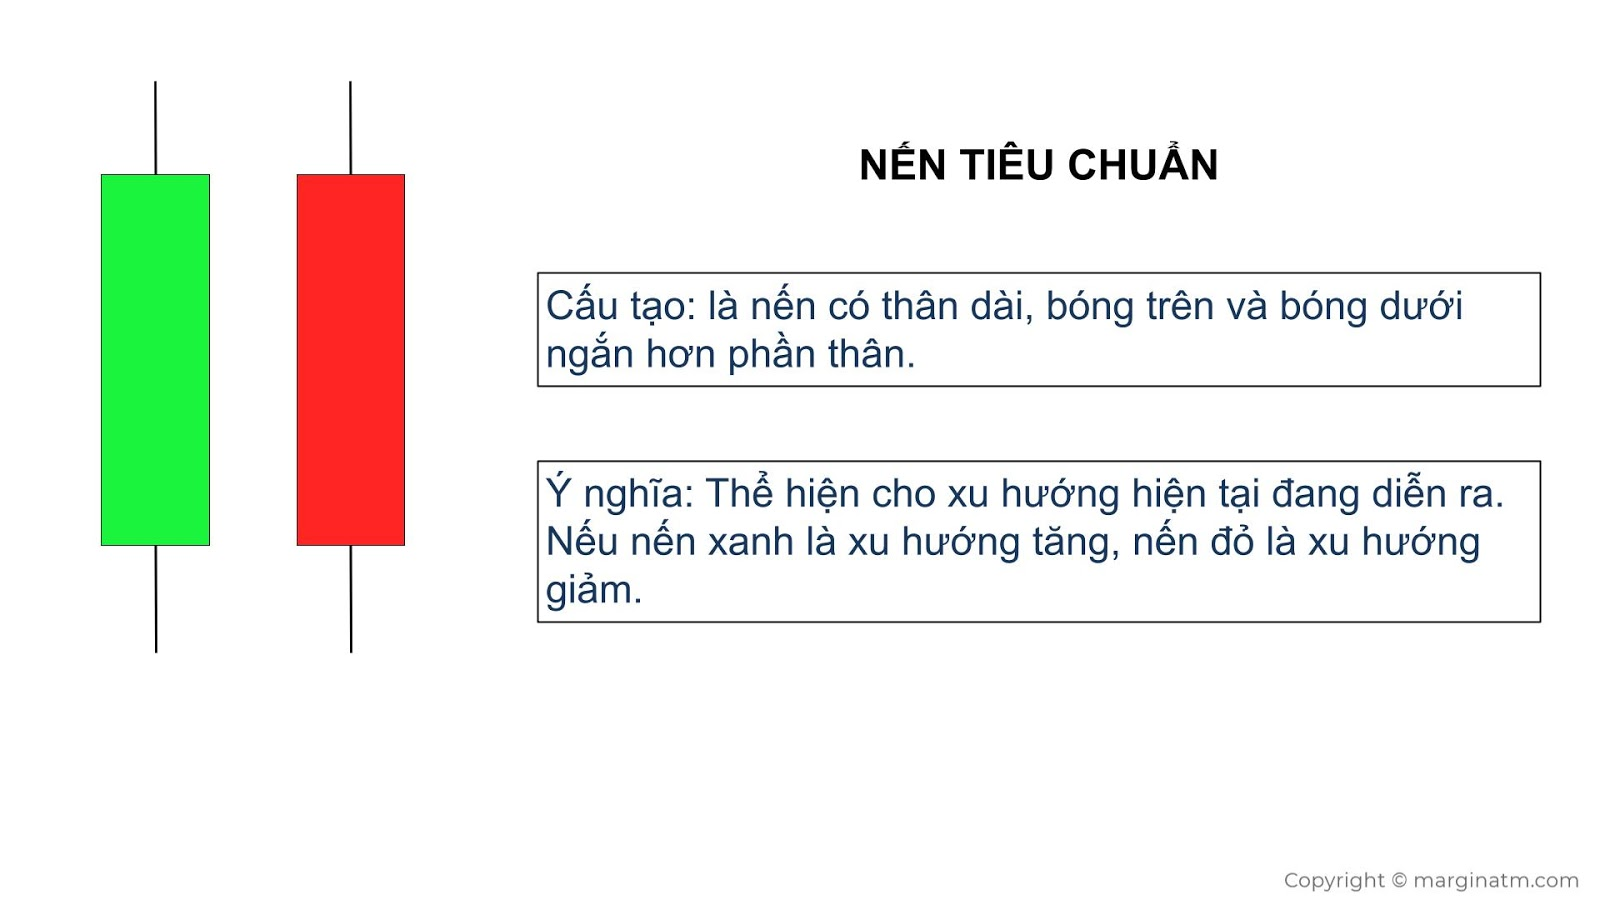 NẾN TIÊU CHUẨN
Cấu tạo: là nến có thân dài, bóng trên và bóng dưới
ngắn hơn phần thân.
Ý nghĩa: Thể hiện cho xu hướng hiện tại đang diễn ra.
Nếu nến xanh là xu hướng tăng, nến đỏ là xu hướng
giảm.
Copyright © marginatm.com